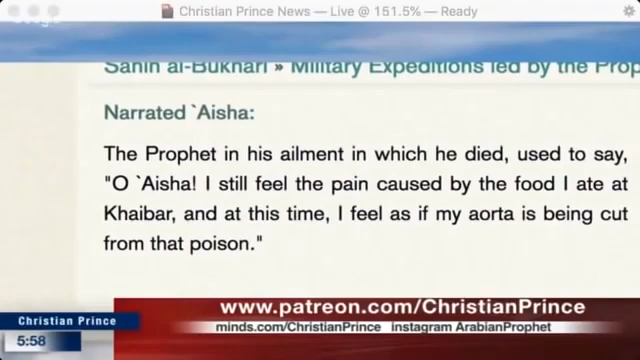 Christian Prince News — Live @ 151.5% — Ready
Sahih al-Bukhari » Military Expeditions led by the Prop
Narrated `Aisha:
The Prophet in his ailment in which he died, used to say,
"O `Aisha! I still feel the pain caused by the food I ate at
Khaibar, and at this time, I feel as if my aorta is being cut
from that poison."
www.patreon.com/ChristianPrince
Christian Prince
minds.com/ChristianPrince instagram ArabianProphet
5:58